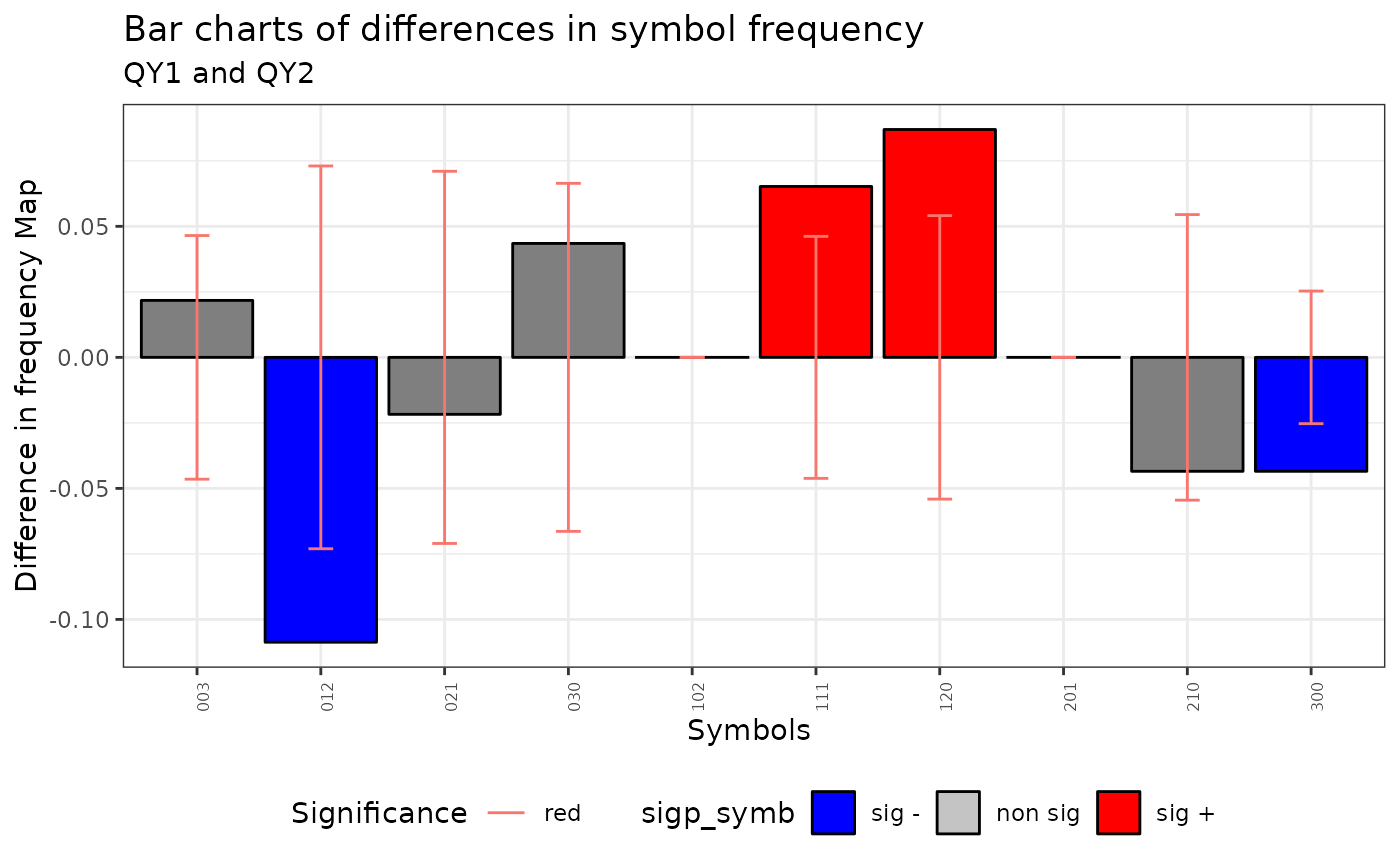 Bar charts of differences in symbol frequency
QY1 and QY2
Difference in frequency Map
0.05
0.00
-0.05
-0.10
003 012 021 030 102 111 120 201 210 300
Symbols
Significance red sigp_symb sig - non sig sig +